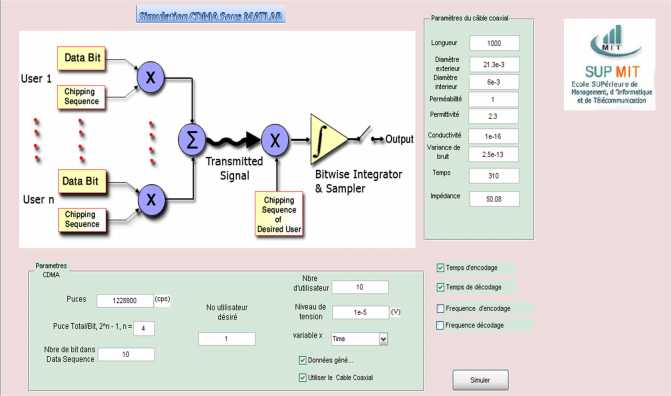 Simulation CDMA Sous MATLAB
Data Bit
User 1
Chipping
Sequence
X
Data Bit
User n
Chipping
Sequence
X
Σ
Transmitted
Signal
X
Chipping
Sequence
of
Desired User
∫
Output
Bitwise Integrator
& Sampler
Paramètres du câble coaxial
Longueur 1000
Diamètre
exterieur 21.3e-3
Diamètre
interieur 6e-3
Perméabilité 1
Permittivité 2.3
Conductivité 1e-16
Variance de
bruit 2.5e-13
Temps 310
Impédance 50.08
MIT
SUP MIT
Ecole SUPérieure de
Management, d 'Informatique
et de TElécommunication
Parametres
CDMA
Puces 1228800 (cps)
Puce Total/Bit, 2^n - 1, n = 4
Nbre de bit dans
Data Sequence 10
No utilisateur
désiré
1
Nbre
d'utilisateur 10
Niveau de
tension 1e-5 (V)
variable x Time
Données géné...
Utiliser le Cable Coaxial
Temps d'encodage
Temps de décodage
Frequence d'encodage
Frequence décodage
Simuler